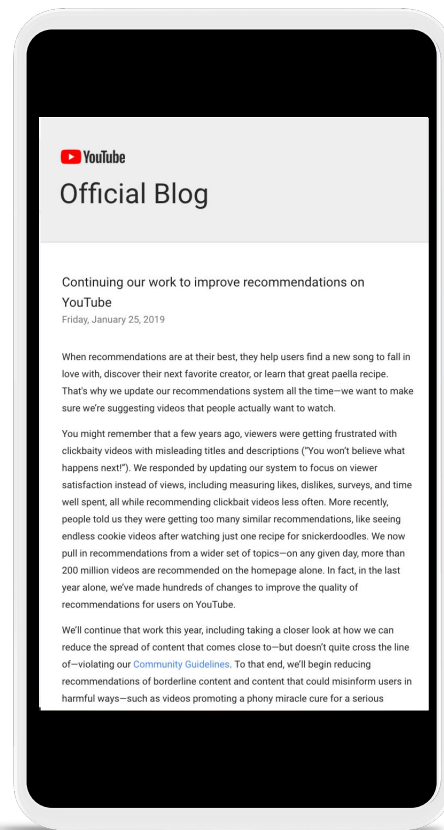 YouTube
Official Blog
Continuing our work to improve recommendations on
YouTube
Friday, January 25, 2019
When recommendations are at their best, they help users find a new song to fall in
love with, discover their next favorite creator, or learn that great paella recipe.
That's why we update our recommendations system all the time—we want to make
sure we're suggesting videos that people actually want to watch.
You might remember that a few years ago, viewers were getting frustrated with
clickbaity videos with misleading titles and descriptions ("You won't believe what
happens next!"). We responded by updating our system to focus on viewer
satisfaction instead of views, including measuring likes, dislikes, surveys, and time
well spent, all while recommending clickbait videos less often. More recently,
people told us they were getting too many similar recommendations, like seeing
endless cookie videos after watching just one recipe for snickerdoodles. We now
pull in recommendations from a wider set of topics—on any given day, more than
200 million videos are recommended on the homepage alone. In fact, in the last
year alone, we've made hundreds of changes to improve the quality of
recommendations for users on YouTube.
We'll continue that work this year, including taking a closer look at how we can
reduce the spread of content that comes close to—but doesn't quite cross the line
of—violating our Community Guidelines. To that end, we'll begin reducing
recommendations of borderline content and content that could misinform users in
harmful ways—such as videos promoting a phony miracle cure for a serious